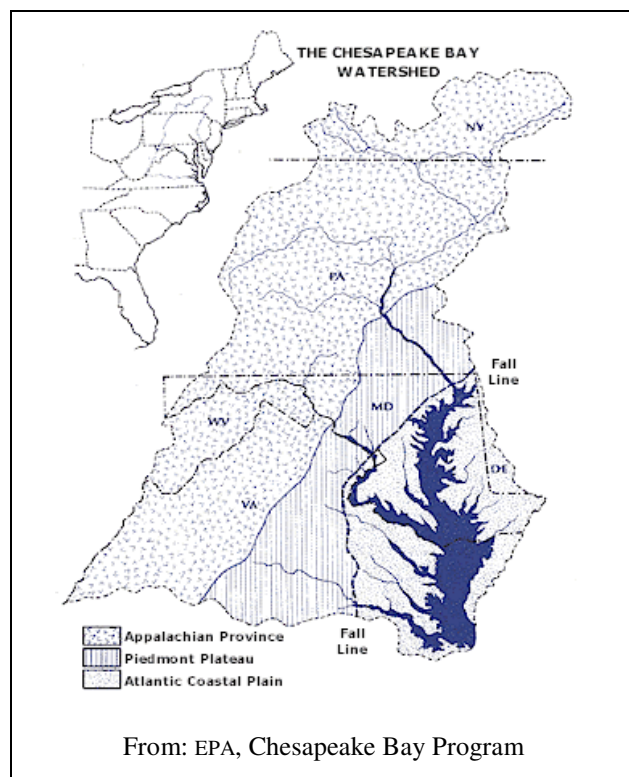 THE CHESAPEAKE BAY
WATERSHED
NY
PA
Fall
Line
MD
WV
DE
VA
Appalachian Province
Piedmont Plateau
Atlantic Coastal Plain
Fall
Line
From: EPA, Chesapeake Bay Program